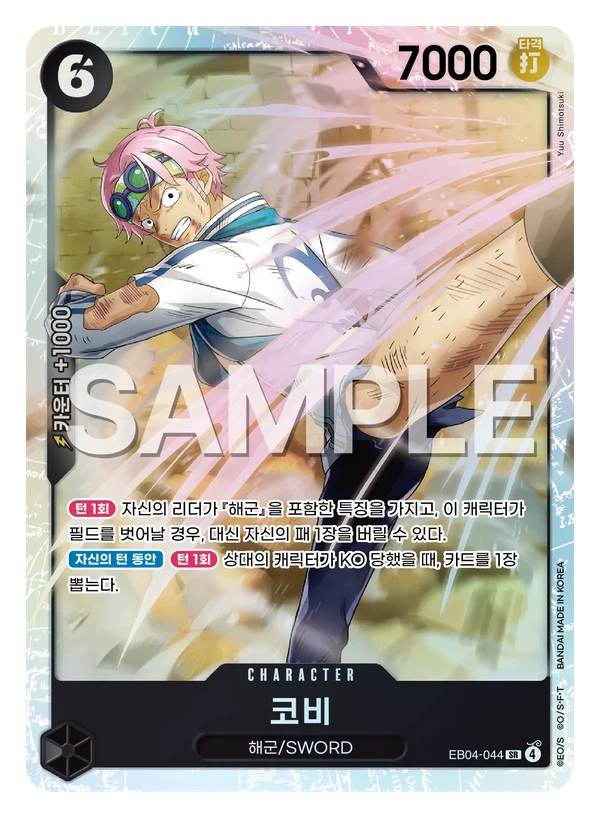 6
7000
타격
打
Yuu Shimotsuki
카운터 +1000
SAMPLE
턴 1회 자신의 리더가 『해군』을 포함한 특징을 가지고, 이 캐릭터가
필드를 벗어날 경우, 대신 자신의 패 1장을 버릴 수 있다.
자신의 턴 동안 턴 1회 상대의 캐릭터가 KO 당했을 때, 카드를 1장
뽑는다.
CHARACTER
코비
해군/SWORD
EB04-044 SR 4
©E0/S ©O/S·F·T BANDAI MADE IN KOREA